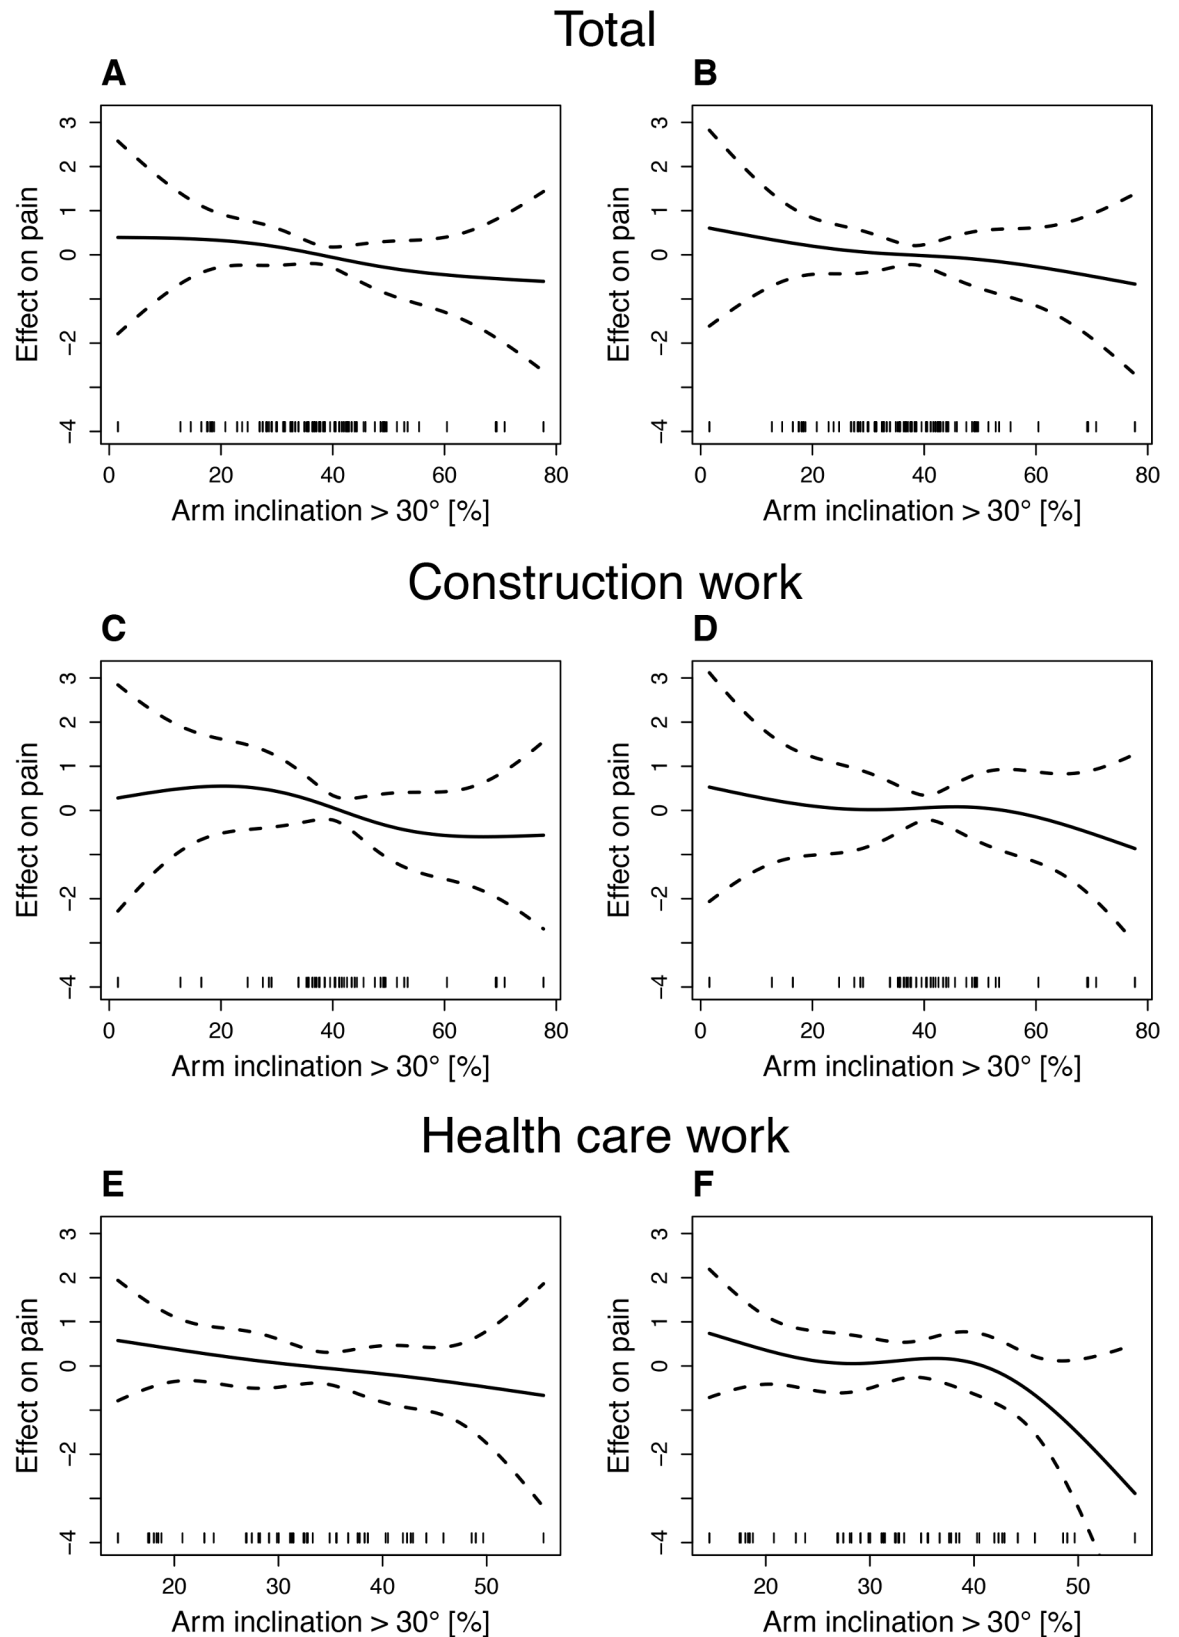 Total
A
B
3
2
1
0
−2
−4
Effect on pain
0 20 40 60 80
Arm inclination > 30° [%]
3
2
1
0
−2
−4
Effect on pain
0 20 40 60 80
Arm inclination > 30° [%]
Construction work
C
D
3
2
1
0
−2
−4
Effect on pain
0 20 40 60 80
Arm inclination > 30° [%]
3
2
1
0
−2
−4
Effect on pain
0 20 40 60 80
Arm inclination > 30° [%]
Health care work
E
F
3
2
1
0
−2
−4
Effect on pain
20 30 40 50
Arm inclination > 30° [%]
3
2
1
0
−2
−4
Effect on pain
20 30 40 50
Arm inclination > 30° [%]